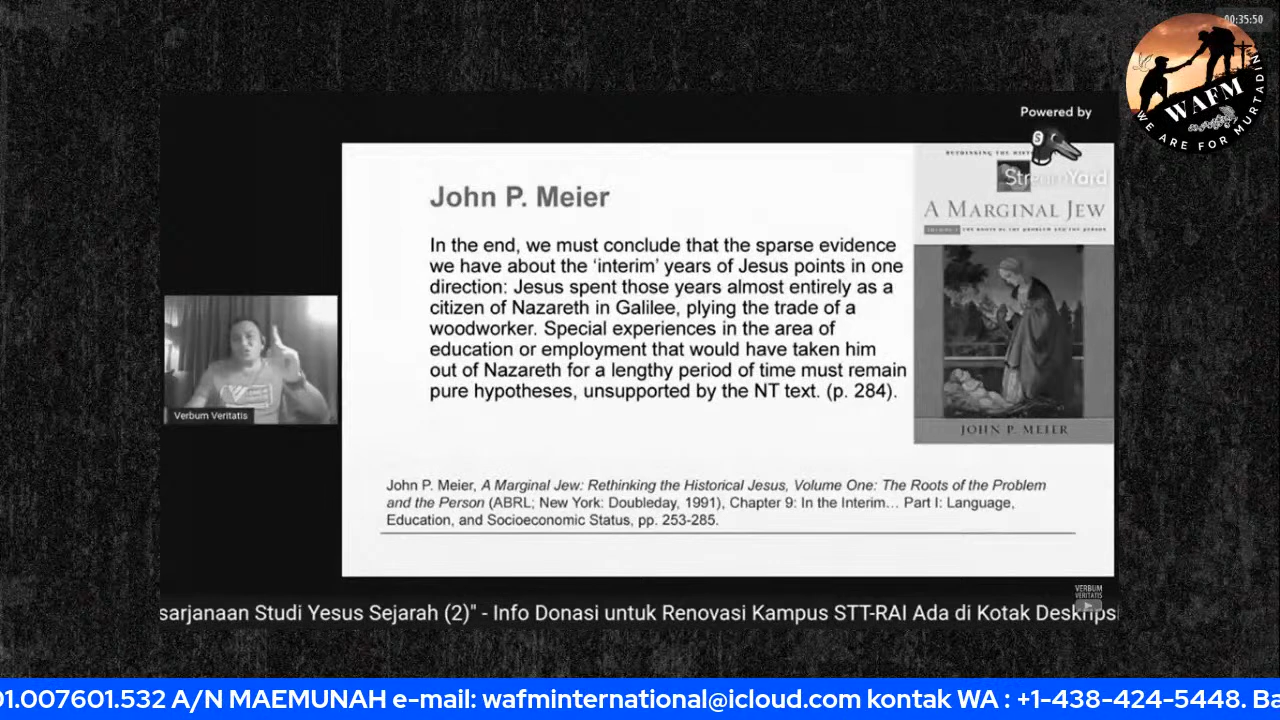 00:35:50
WAFM
WE ARE FOR MURTADIN
Powered by
StreamYard
John P. Meier
In the end, we must conclude that the sparse evidence
we have about the ‘interim’ years of Jesus points in one
direction: Jesus spent those years almost entirely as a
citizen of Nazareth in Galilee, plying the trade of a
woodworker. Special experiences in the area of
education or employment that would have taken him
out of Nazareth for a lengthy period of time must remain
pure hypotheses, unsupported by the NT text. (p. 284).
A MARGINAL JEW
THE ROOTS OF THE PROBLEM AND THE PERSON
JOHN P. MEIER
Verbum Veritatis
John P. Meier, A Marginal Jew: Rethinking the Historical Jesus, Volume One: The Roots of the Problem
and the Person (ABRL; New York: Doubleday, 1991), Chapter 9: In the Interim... Part I: Language,
Education, and Socioeconomic Status, pp. 253-285.
VERBUM
VERITATIS
sarjanaan Studi Yesus Sejarah (2)" - Info Donasi untuk Renovasi Kampus STT-RAI Ada di Kotak Deskripsi
01.007601.532 A/N MAEMUNAH e-mail: wafminternational@icloud.com kontak WA : +1-438-424-5448. Ba